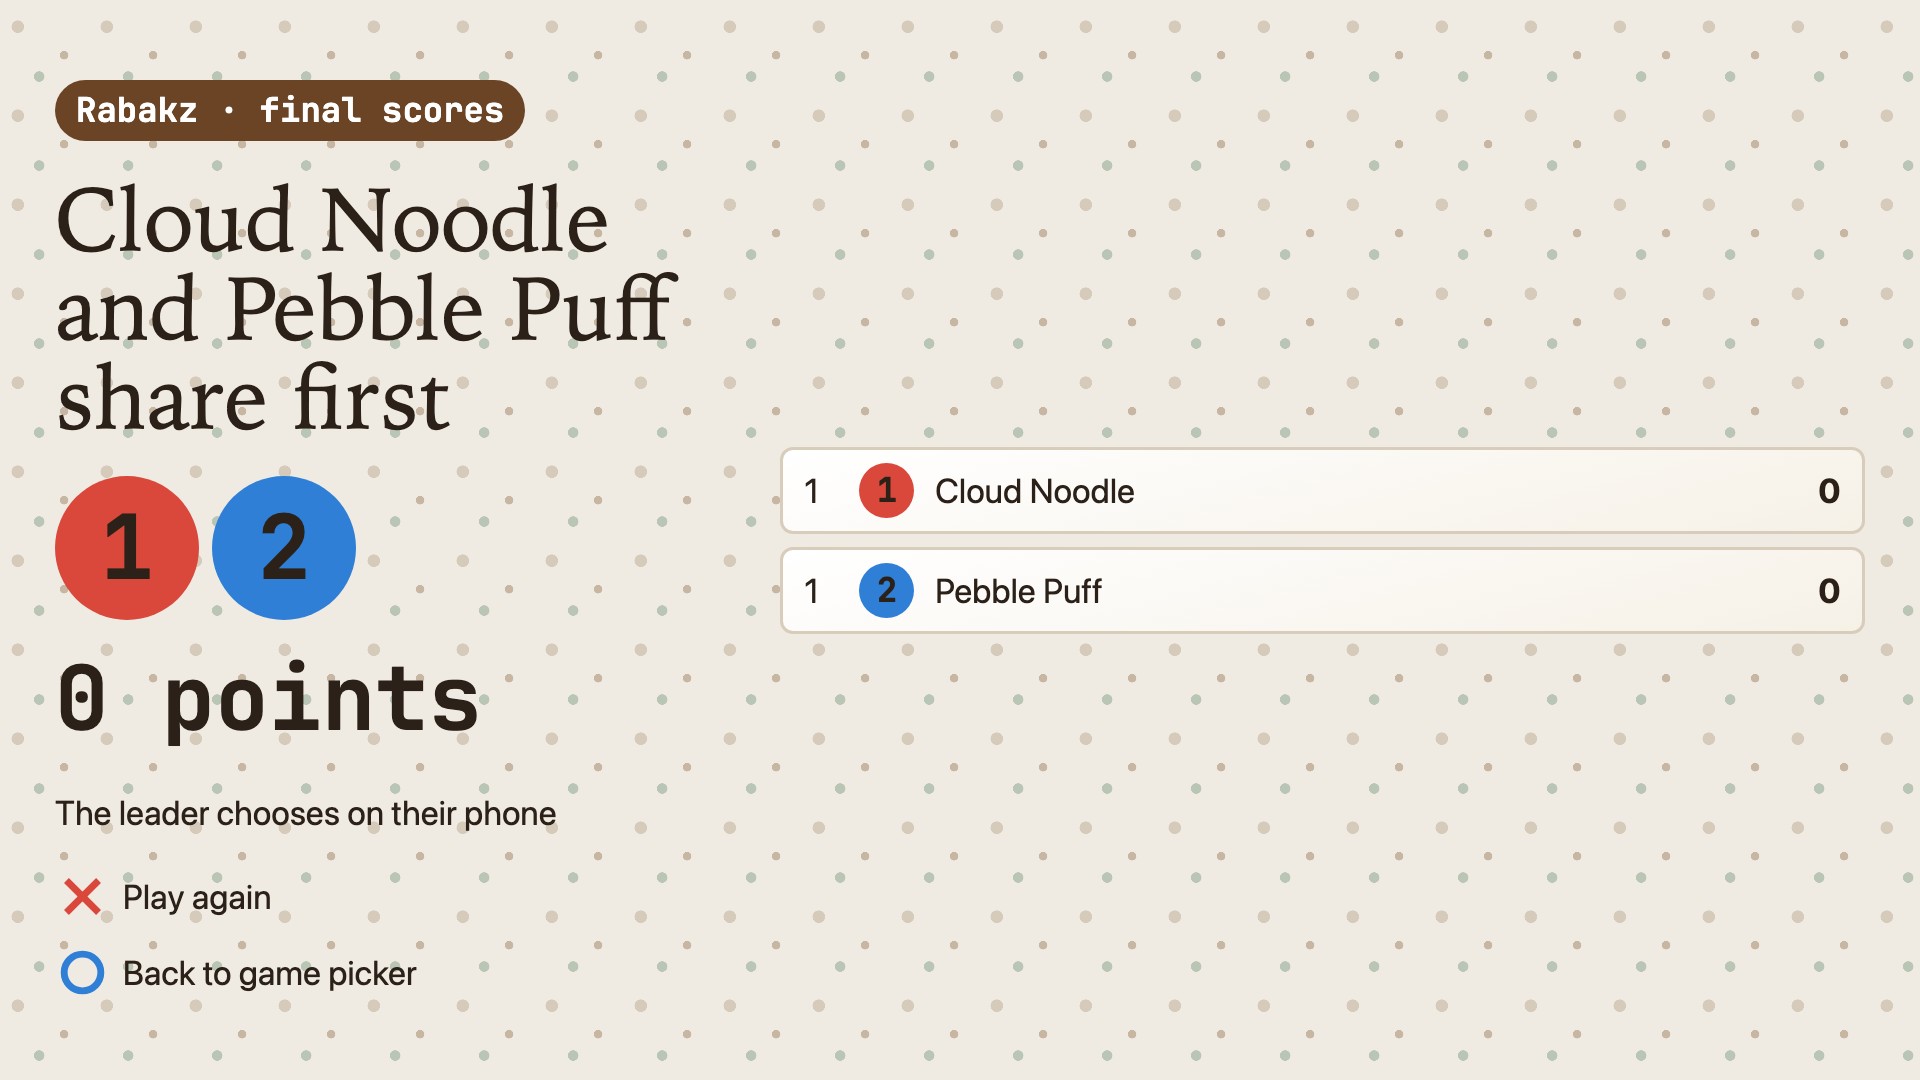 Rabakz · final scores
Cloud Noodle
and Pebble Puff
share first
1 2
0 points
The leader chooses on their phone
Play again
Back to game picker
1 1 Cloud Noodle 0
1 2 Pebble Puff 0